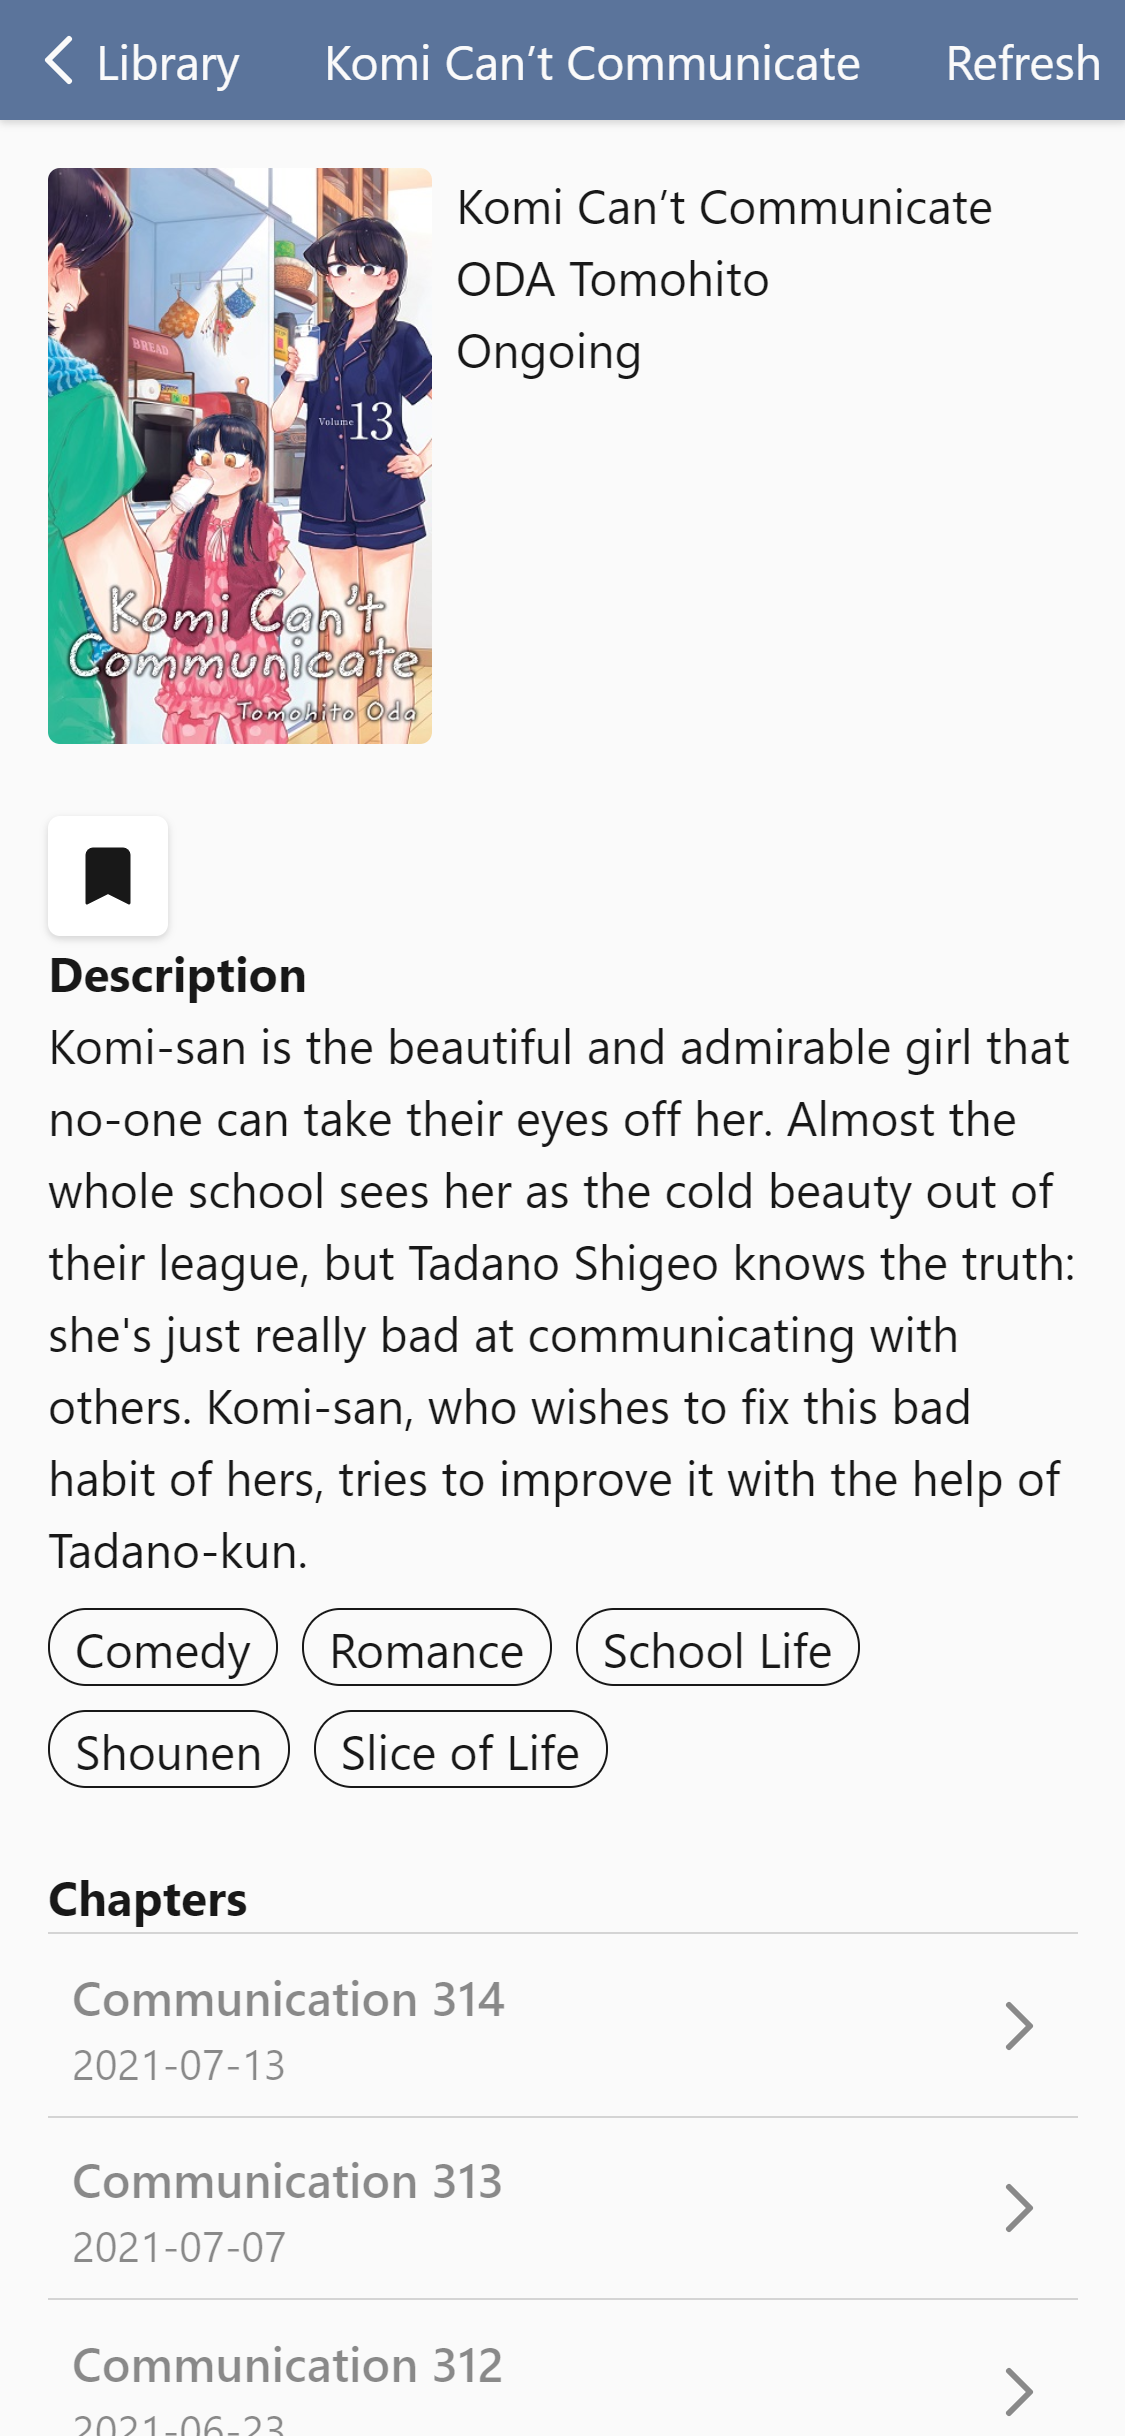 Library Komi Can’t Communicate Refresh
BREAD
Volume 13
Komi Can't
Communicate
Tomohito Oda
Komi Can’t Communicate
ODA Tomohito
Ongoing
Description
Komi-san is the beautiful and admirable girl that
no-one can take their eyes off her. Almost the
whole school sees her as the cold beauty out of
their league, but Tadano Shigeo knows the truth:
she's just really bad at communicating with
others. Komi-san, who wishes to fix this bad
habit of hers, tries to improve it with the help of
Tadano-kun.
Comedy Romance School Life
Shounen Slice of Life
Chapters
Communication 314
2021-07-13
Communication 313
2021-07-07
Communication 312
2021-06-23